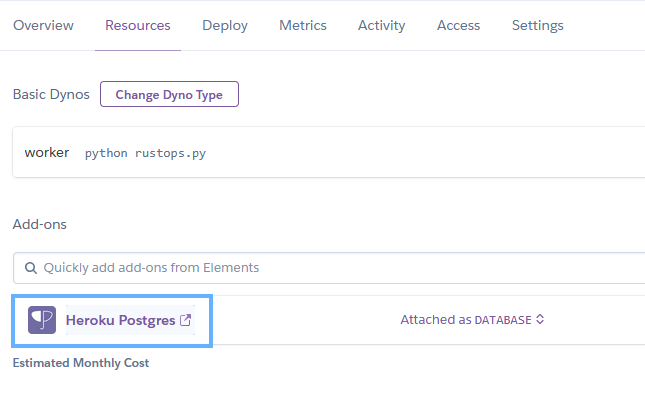 Overview Resources Deploy Metrics Activity Access Settings
Basic Dynos Change Dyno Type
worker python rustops.py
Add-ons
Quickly add add-ons from Elements
Heroku Postgres Attached as DATABASE
Estimated Monthly Cost